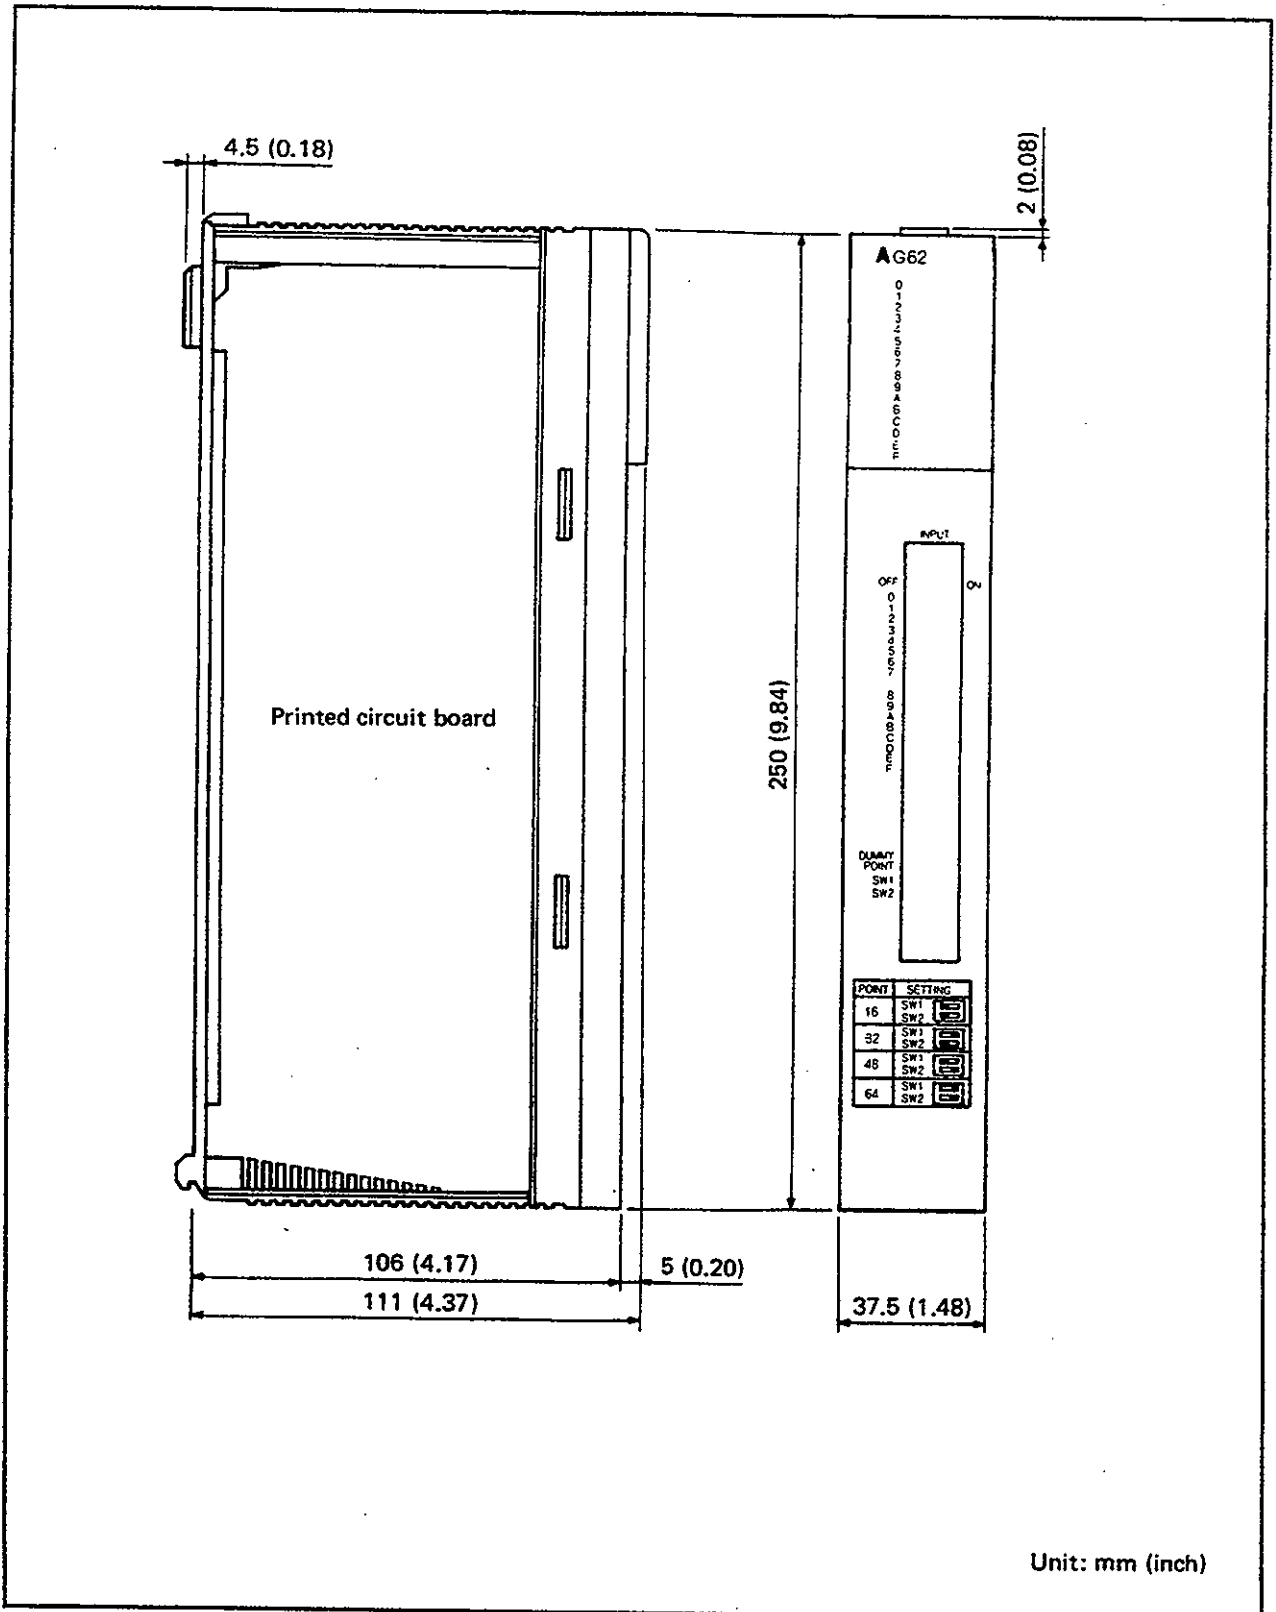 4.5 (0.18)
2 (0.08)
AG62
0
1
2
3
5
6
7
8
9
A
C
D
E
F
INPUT
OFF
ON
0
1
2
3
4
5
6
7
8
9
A
B
C
D
E
F
250 (9.84)
Printed circuit board
DUMMY
POINT
SW1
SW2
POINT SETTING
16 SW1
SW2
32 SW1
SW2
48 SW1
SW2
64 SW1
SW2
106 (4.17)
5 (0.20)
111 (4.37)
37.5 (1.48)
Unit: mm (inch)